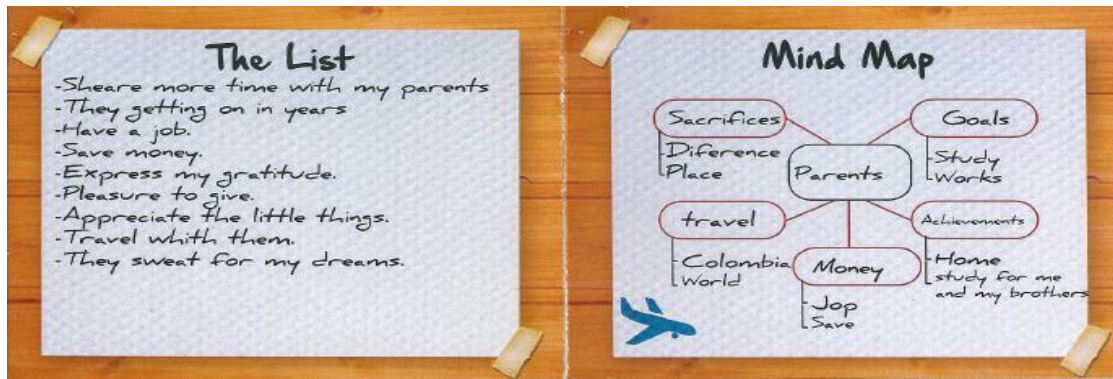 The List
-Sheare more time with my parents
-They getting on in years
-Have a job.
-Save money.
-Express my gratitude.
-Pleasure to give.
-Appreciate the little things.
-Travel whith them.
-They sweat for my dreams.
Mind Map
Sacrifices
Diference
Place
Goals
-Study
Works
Parents
travel
Colombia
World
Money
Jop
Save
Achievements
Home
study for me
and my brothers